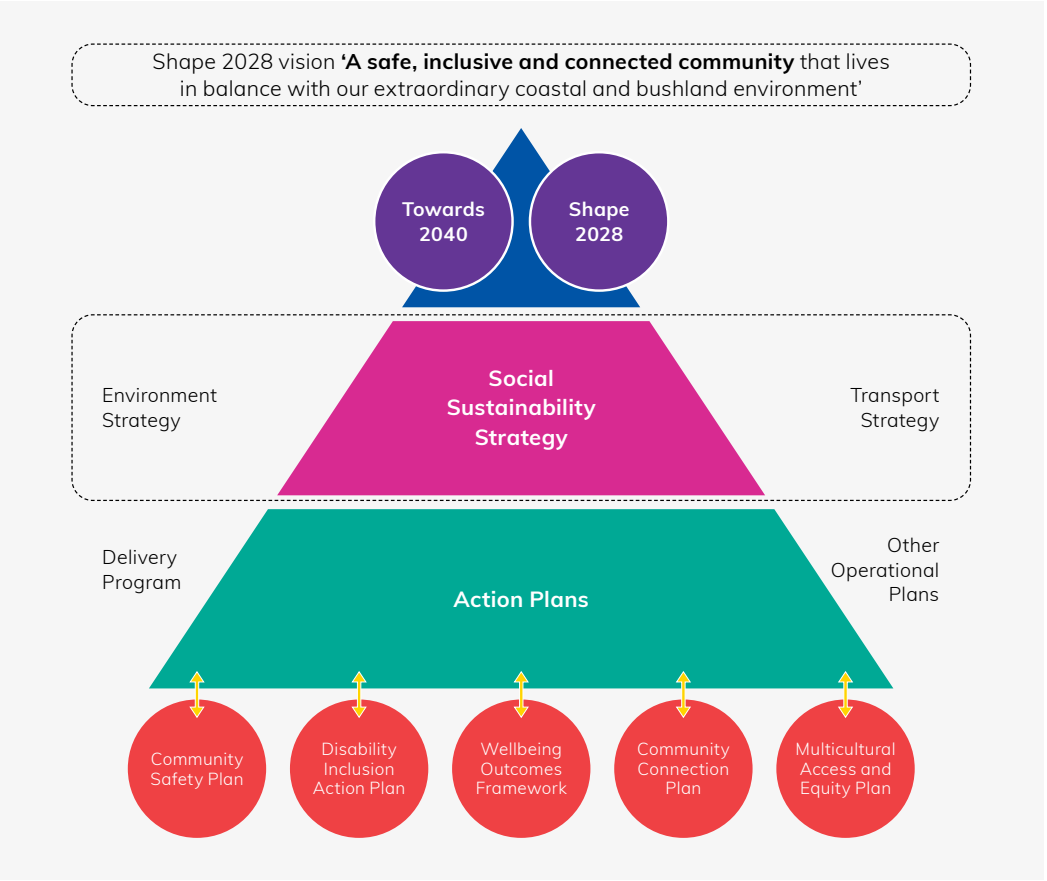 Shape 2028 vision ‘A safe, inclusive and connected community that lives
in balance with our extraordinary coastal and bushland environment’
Towards
2040
Shape
2028
Environment
Strategy
Social
Sustainability
Strategy
Transport
Strategy
Delivery
Program
Action Plans
Other
Operational
Plans
Community
Safety Plan
Disability
Inclusion
Action Plan
Wellbeing
Outcomes
Framework
Community
Connection
Plan
Multicultural
Access and
Equity Plan